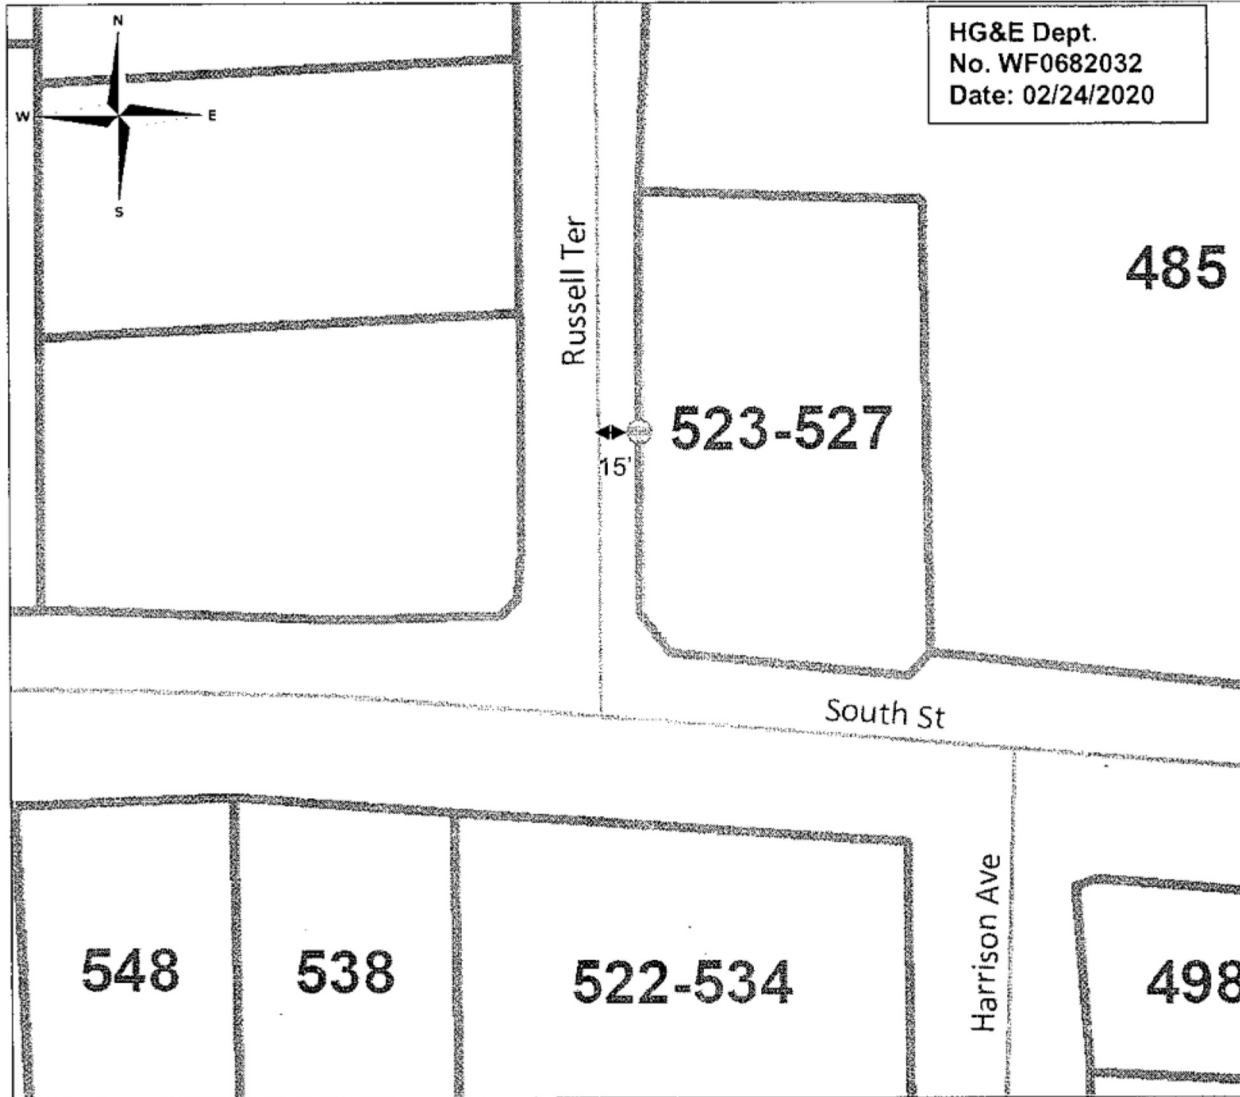 N
W E
S
HG&E Dept.
No. WF0682032
Date: 02/24/2020
485
Russell Ter
523-527
15'
South St
548
538
522-534
Harrison Ave
498